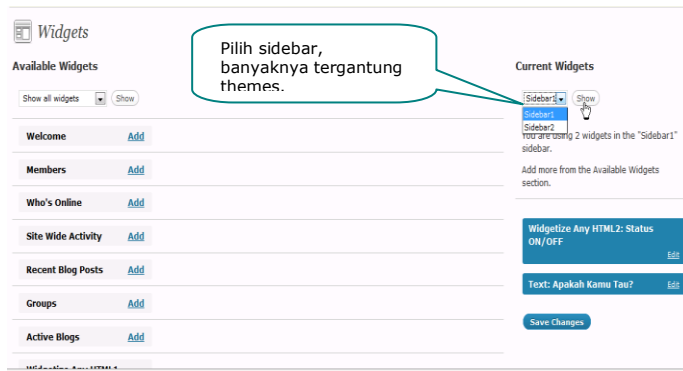 Widgets
Pilih sidebar,
banyaknya tergantung
themes.
Available Widgets
Show all widgets Show
Welcome Add
Members Add
Who's Online Add
Site Wide Activity Add
Recent Blog Posts Add
Groups Add
Active Blogs Add
Widgetize Any HTML1
Current Widgets
Sidebar1 Show
Sidebar1
Sidebar2
You are using 2 widgets in the "Sidebar1"
sidebar.
Add more from the Available Widgets
section.
Widgetize Any HTML2: Status
ON/OFF
Edit
Text: Apakah Kamu Tau? Edit
Save Changes